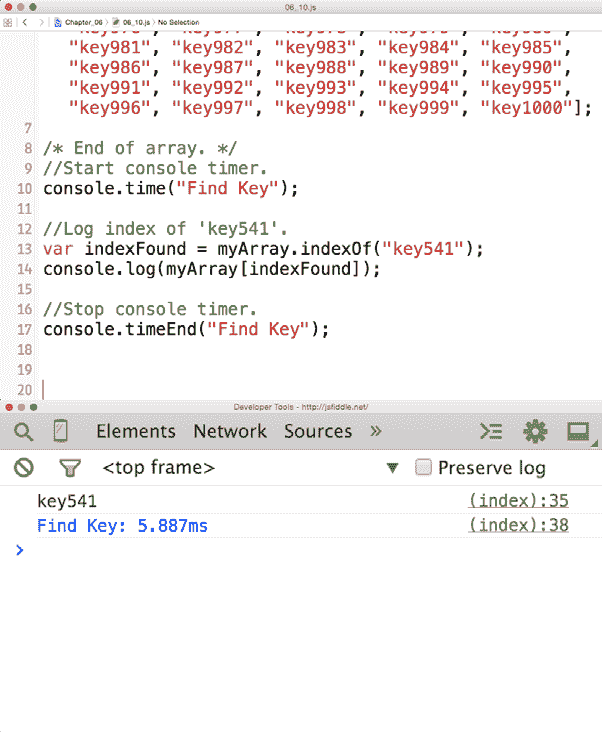 06_10.js
Chapter_06 › 06_10.js › No Selection
"key981", "key982", "key983", "key984", "key985",
"key986", "key987", "key988", "key989", "key990",
"key991", "key992", "key993", "key994", "key995",
"key996", "key997", "key998", "key999", "key1000"];
7
8 /* End of array. */
9 //Start console timer.
10 console.time("Find Key");
11
12 //Log index of 'key541'.
13 var indexFound = myArray.indexOf("key541");
14 console.log(myArray[indexFound]);
15
16 //Stop console timer.
17 console.timeEnd("Find Key");
18
19
20
Developer Tools - http://jsfiddle.net/
Elements Network Sources »
<top frame> ▼ Preserve log
key541 (index):35
Find Key: 5.887ms (index):38
>